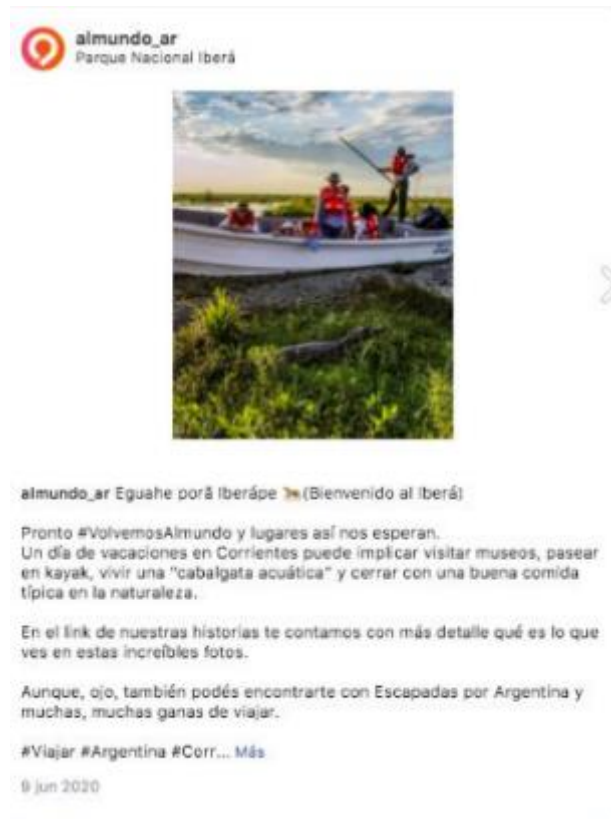 almundo_ar
Parque Nacional Iberá
almundo_ar Eguahe porã Iberápe 🐆(Bienvenido al Iberá)
Pronto #VolvemosAlmundo y lugares así nos esperan.
Un día de vacaciones en Corrientes puede implicar visitar museos, pasear
en kayak, vivir una "cabalgata acuática" y cerrar con una buena comida
típica en la naturaleza.
En el link de nuestras historias te contamos con más detalle qué es lo que
ves en estas increíbles fotos.
Aunque, ojo, también podés encontrarte con Escapadas por Argentina y
muchas, muchas ganas de viajar.
#Viajar #Argentina #Corr... Más
9 jun 2020